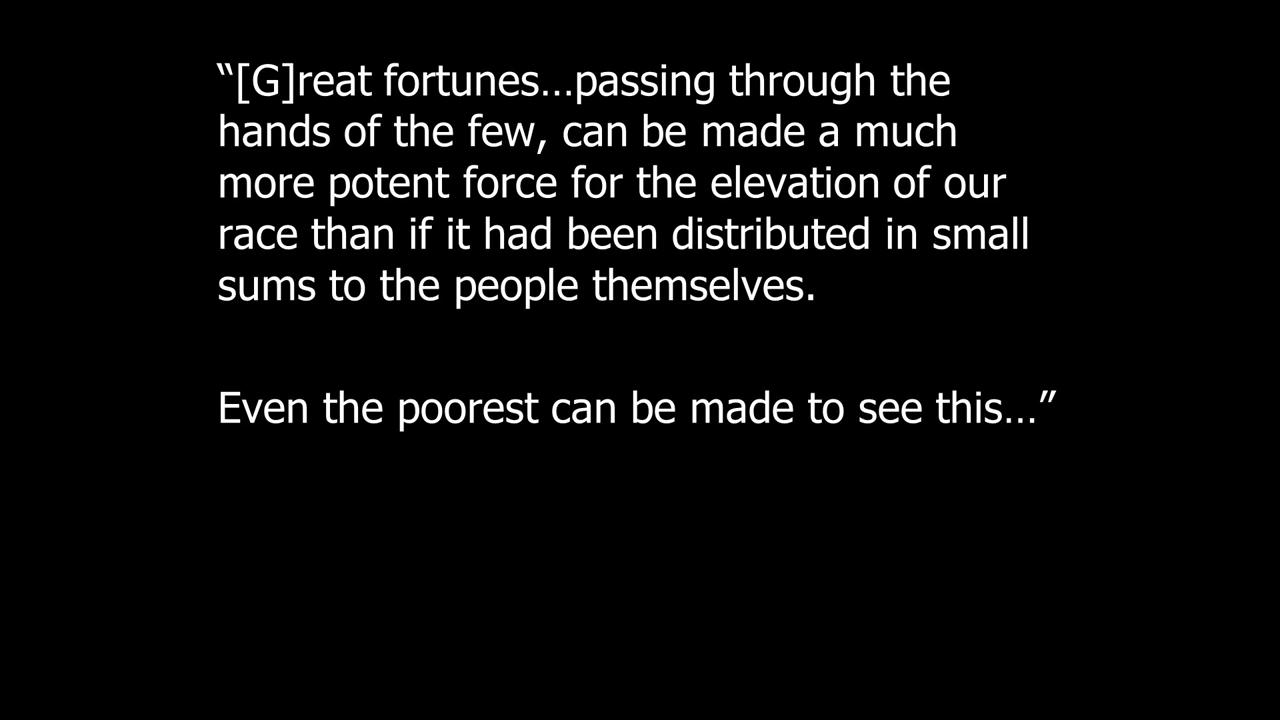 “[G]reat fortunes…passing through the
hands of the few, can be made a much
more potent force for the elevation of our
race than if it had been distributed in small
sums to the people themselves.
Even the poorest can be made to see this…”